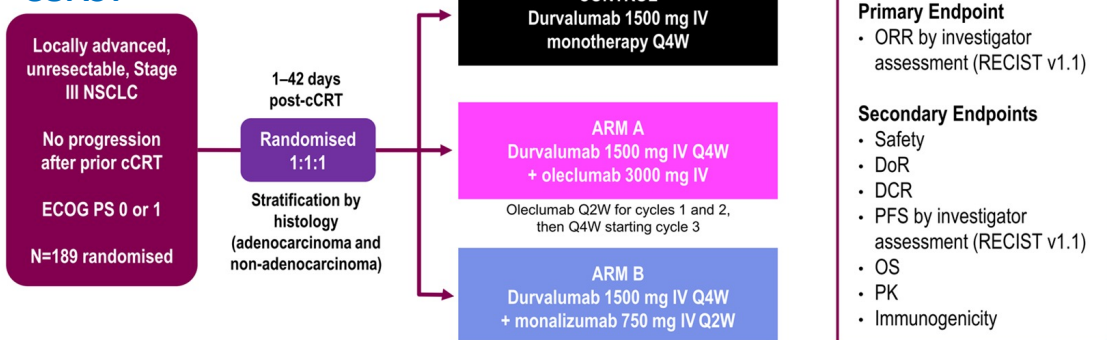 Locally advanced,
unresectable, Stage
III NSCLC
No progression
after prior cCRT
ECOG PS 0 or 1
N=189 randomised
1–42 days
post-cCRT
Randomised
1:1:1
Stratification by
histology
(adenocarcinoma and
non-adenocarcinoma)
Durvalumab 1500 mg IV
monotherapy Q4W
ARM A
Durvalumab 1500 mg IV Q4W
+ oleclumab 3000 mg IV
Oleclumab Q2W for cycles 1 and 2,
then Q4W starting cycle 3
ARM B
Durvalumab 1500 mg IV Q4W
+ monalizumab 750 mg IV Q2W
Primary Endpoint
• ORR by investigator
assessment (RECIST v1.1)
Secondary Endpoints
• Safety
• DoR
• DCR
• PFS by investigator
assessment (RECIST v1.1)
• OS
• PK
• Immunogenicity